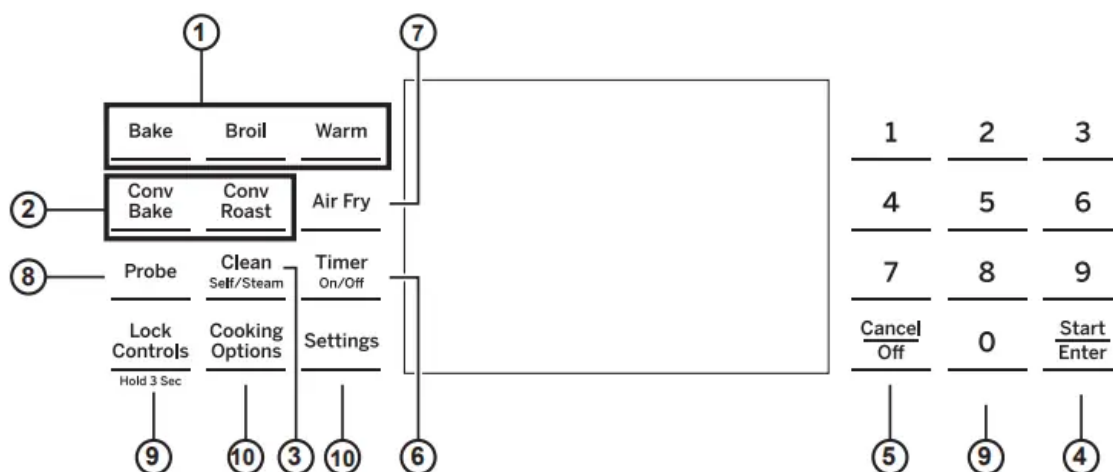 1 7
Bake Broil Warm 1 2 3
2 Conv Bake Conv Roast Air Fry 4 5 6
8 Probe Clean Self/Steam Timer On/Off 7 8 9
Lock Controls Hold 3 Sec Cooking Options Settings Cancel Off 0 Start Enter
9 10 3 10 6 5 9 4